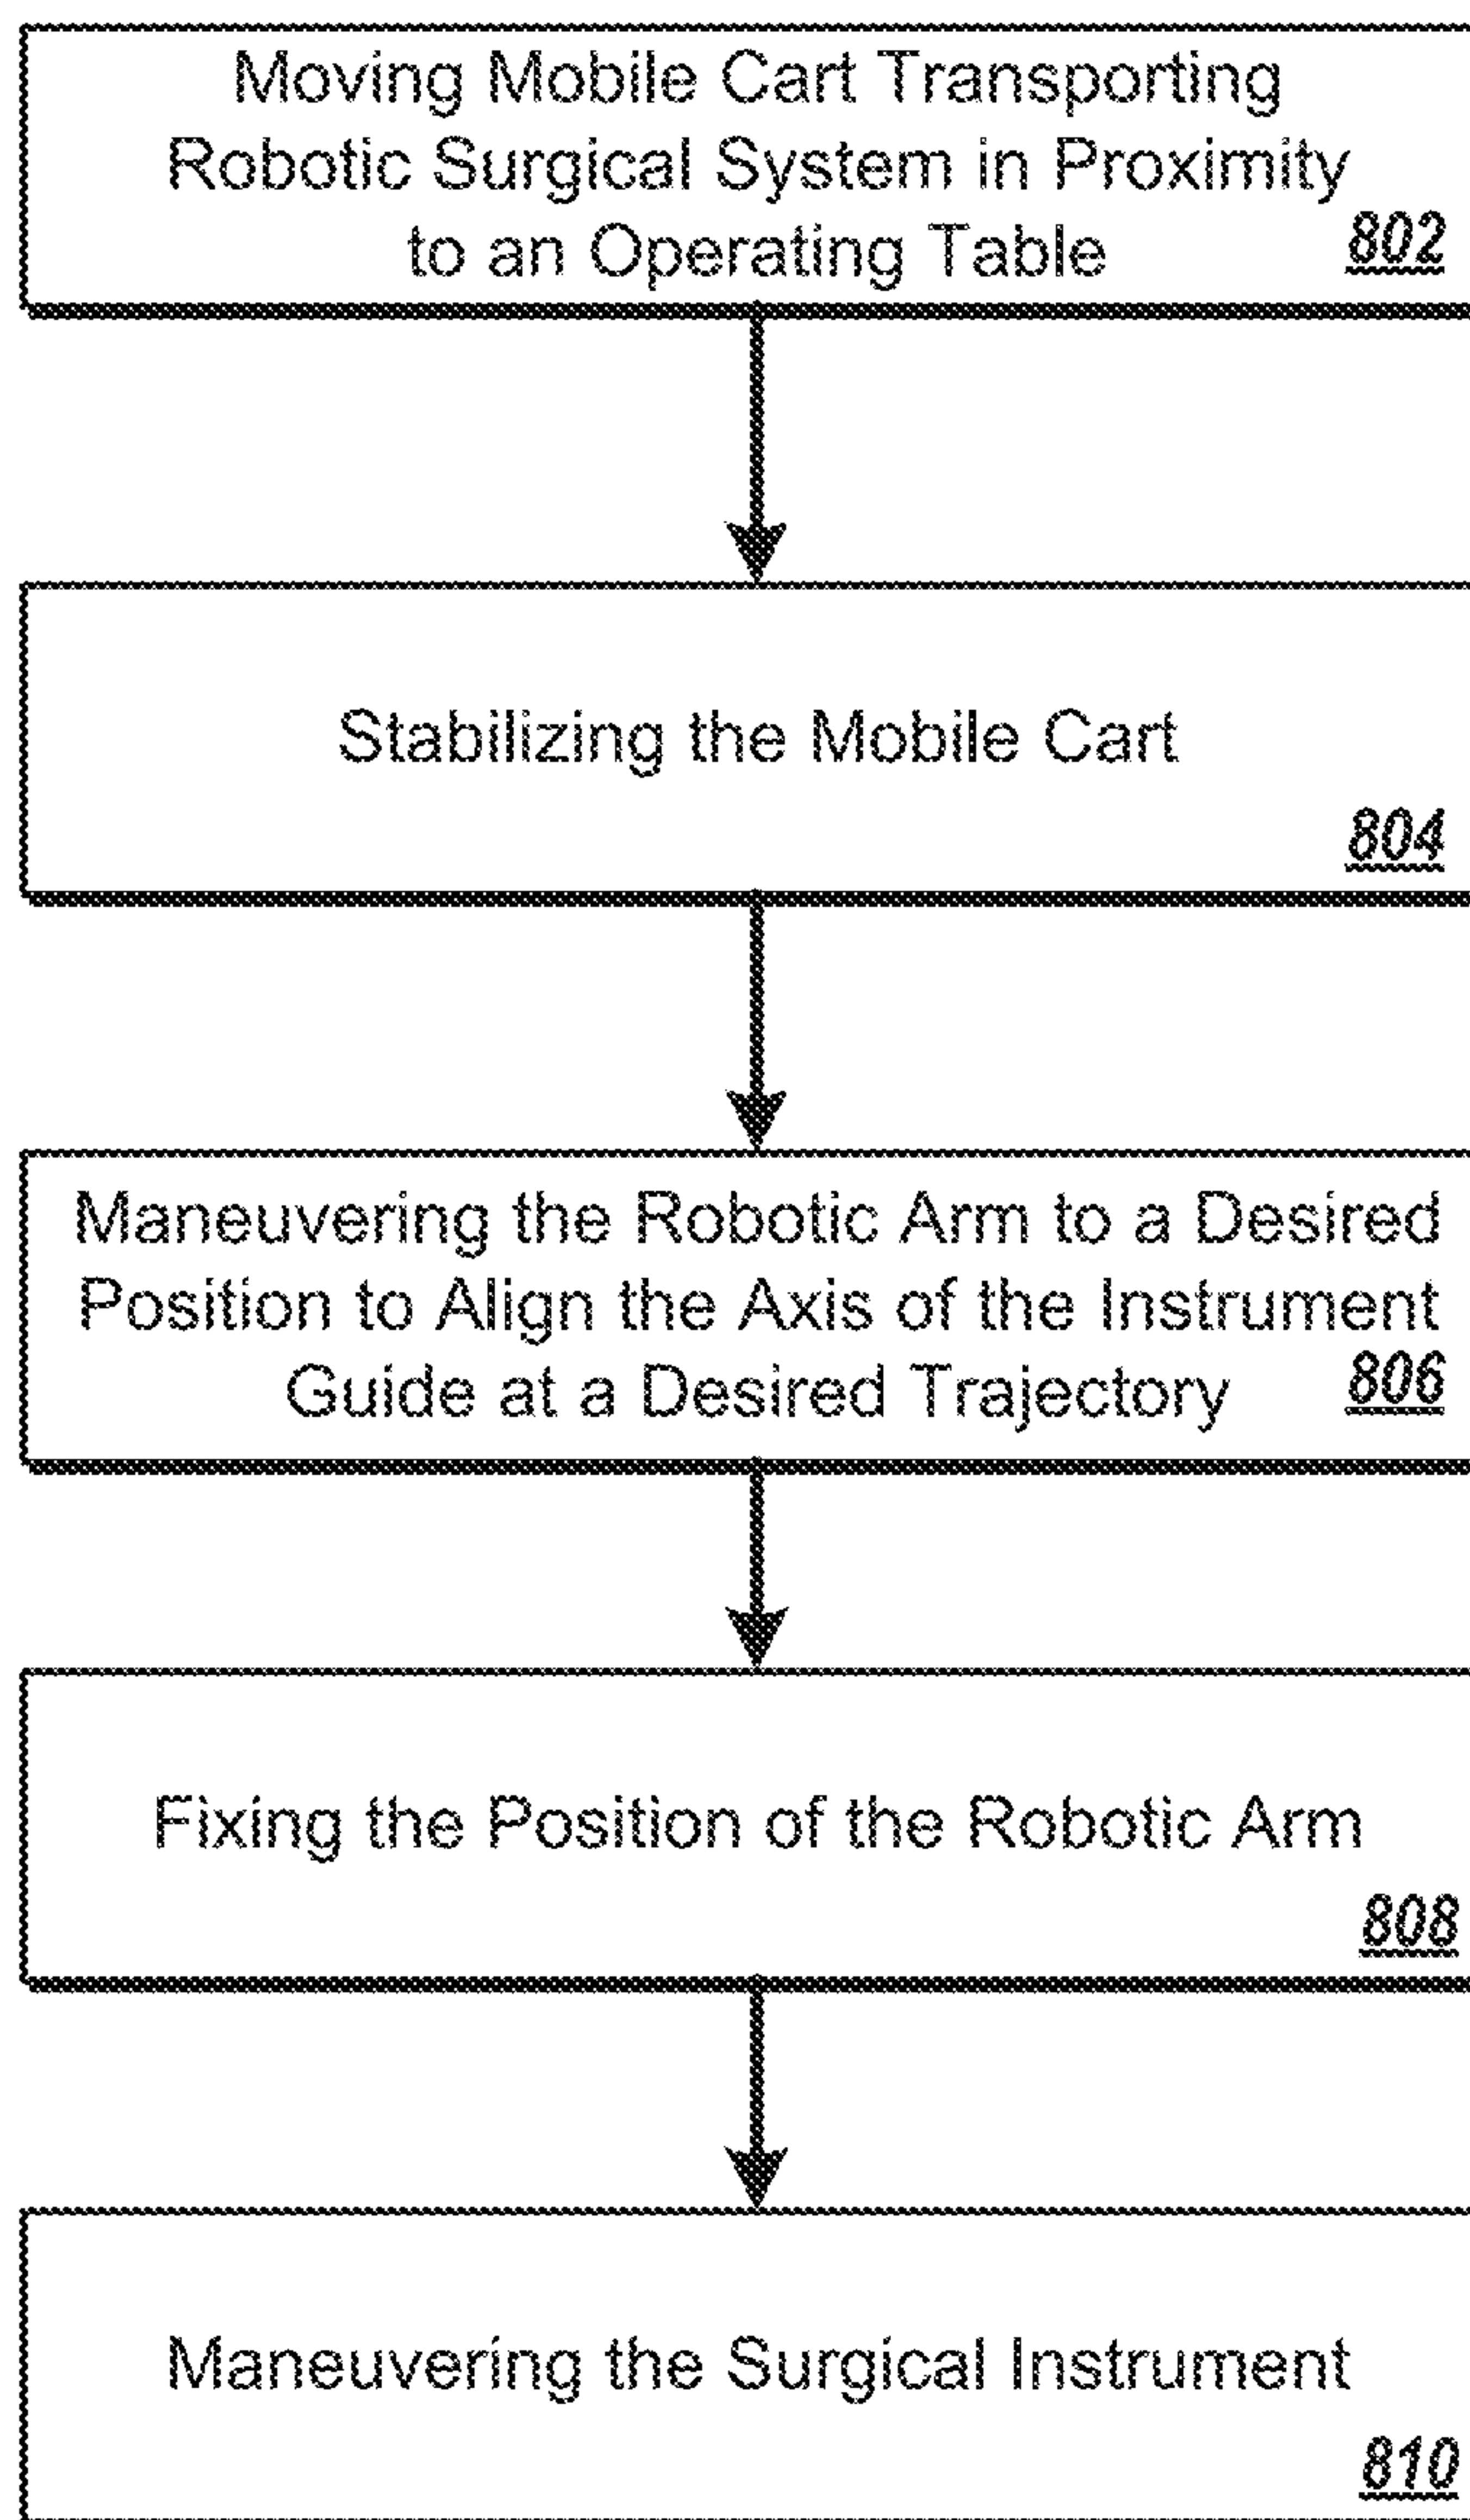 Moving Mobile Cart Transporting
Robotic Surgical System in Proximity
to an Operating Table
802
Stabilizing the Mobile Cart
804
Maneuvering the Robotic Arm to a Desired
Position to Align the Axis of the Instrument
Guide at a Desired Trajectory
806
Fixing the Position of the Robotic Arm
808
Maneuvering the Surgical Instrument
810